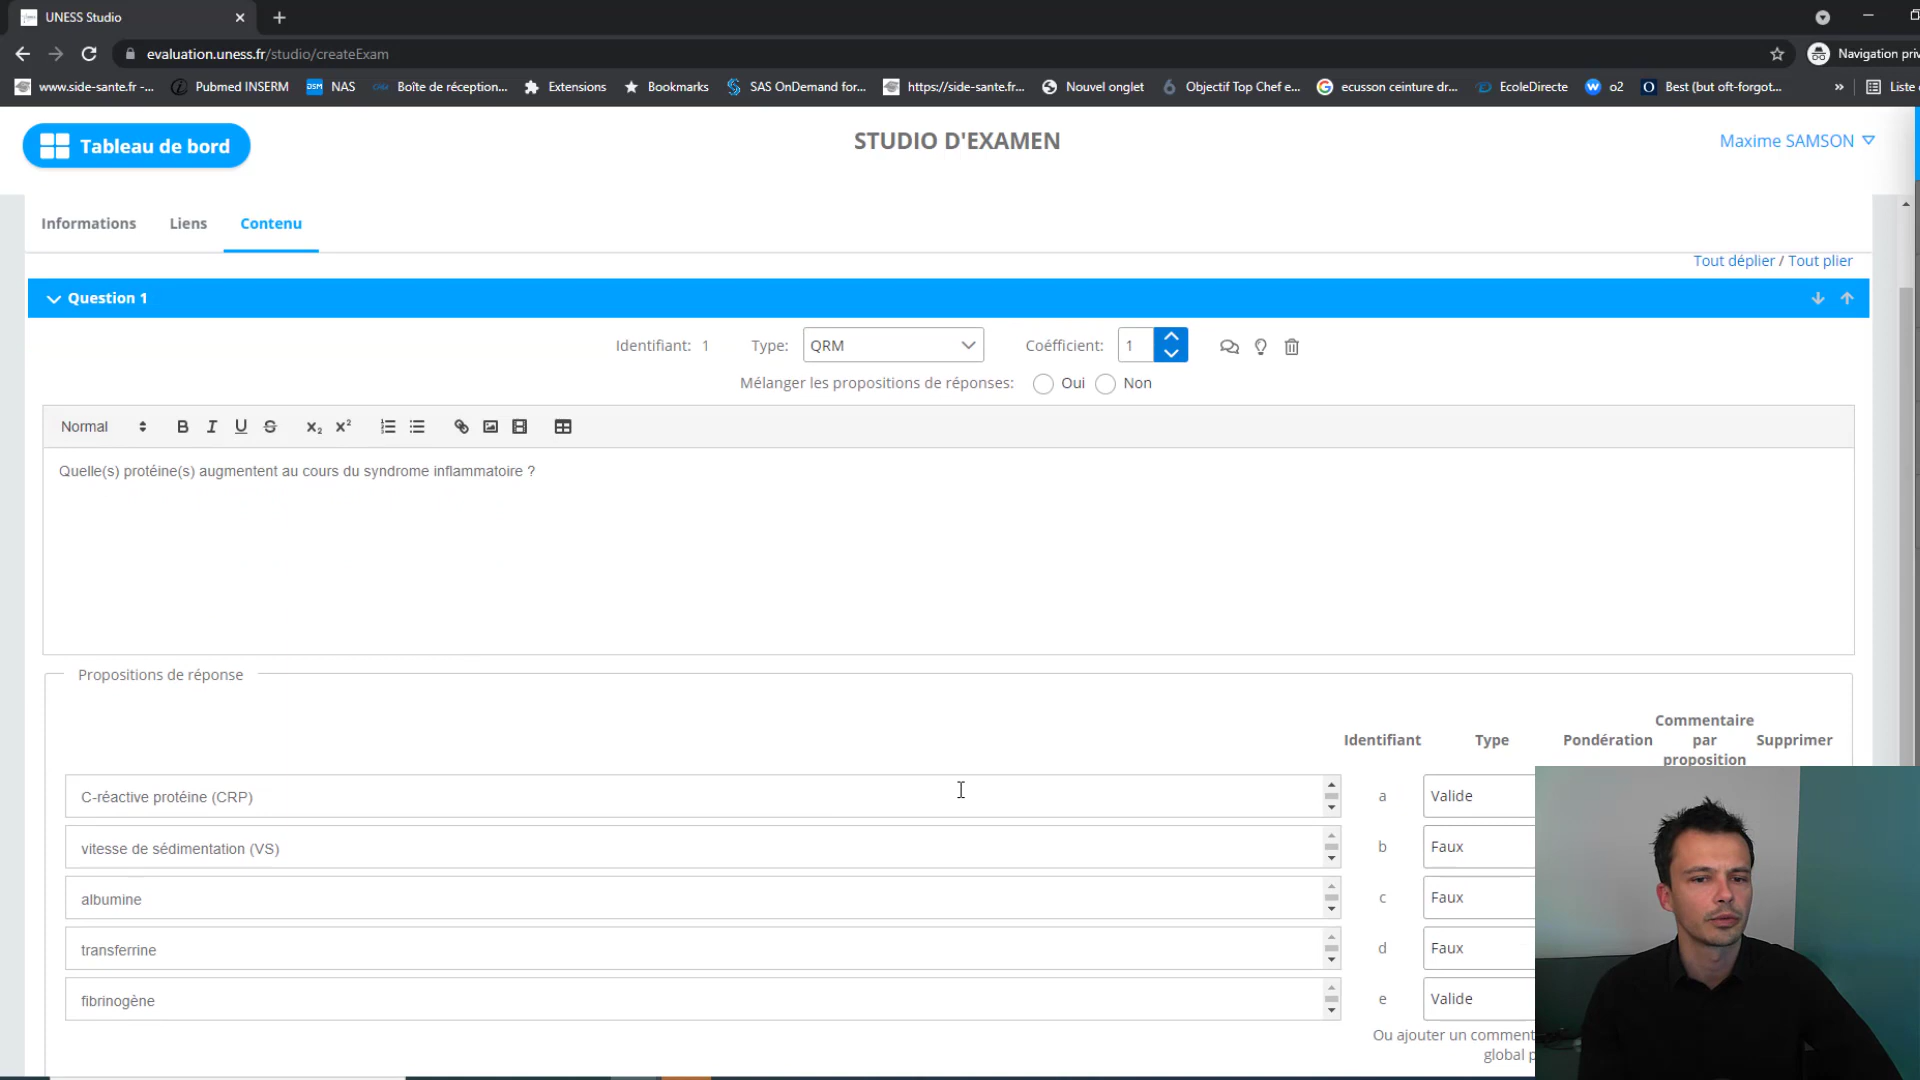 UNESS Studio
evaluation.uness.fr/studio/createExam
Navigation priv
www.side-sante.fr -... Pubmed INSERM NAS Boîte de réception... Extensions Bookmarks SAS OnDemand for... https://side-sante.fr... Nouvel onglet Objectif Top Chef e... ecusson ceinture dr... EcoleDirecte o2 Best (but oft-forgot... » Liste
Tableau de bord
STUDIO D'EXAMEN
Maxime SAMSON
Informations Liens Contenu
Tout déplier / Tout plier
Question 1
Identifiant: 1 Type: QRM Coéfficient: 1
Mélanger les propositions de réponses: Oui Non
Normal B I U S X₂ X²
Quelle(s) protéine(s) augmentent au cours du syndrome inflammatoire ?
Propositions de réponse
Identifiant Type Pondération Commentaire par proposition Supprimer
C-réactive protéine (CRP) a Valide
vitesse de sédimentation (VS) b Faux
albumine c Faux
transferrine d Faux
fibrinogène e Valide
Ou ajouter un comment
global p